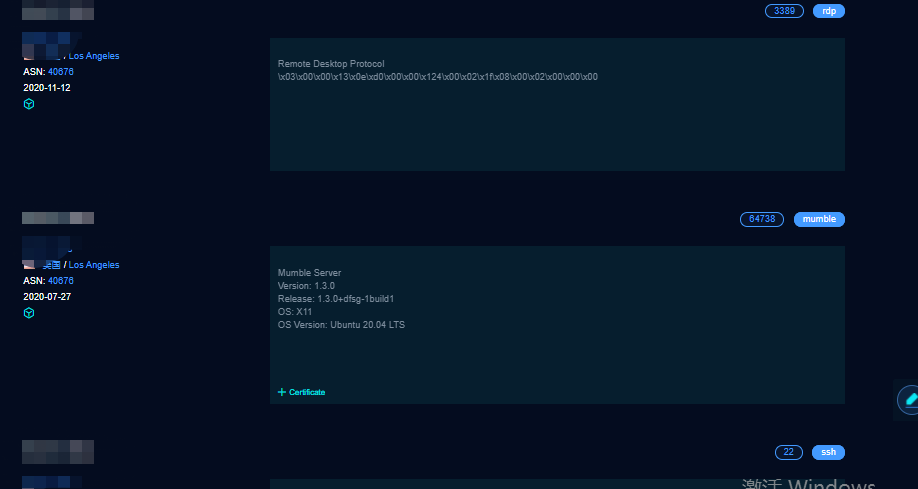 3389 rdp
/ Los Angeles
ASN: 40676
2020-11-12
Remote Desktop Protocol
\x03\x00\x00\x13\x0e\xd0\x00\x00\x124\x00\x02\x1f\x08\x00\x02\x00\x00\x00
64738 mumble
美国 / Los Angeles
ASN: 40676
2020-07-27
Mumble Server
Version: 1.3.0
Release: 1.3.0+dfsg-1build1
OS: X11
OS Version: Ubuntu 20.04 LTS
+ Certificate
22 ssh
激活 Windows